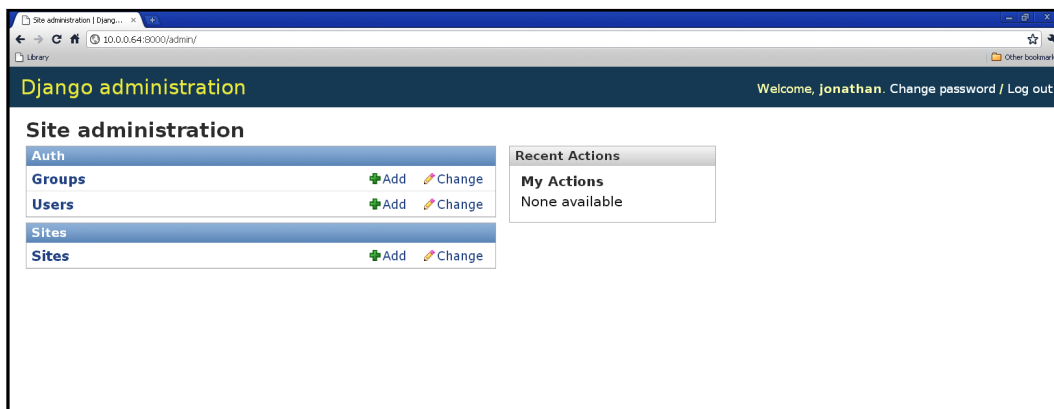 Site administration | Djang...
10.0.0.64:8000/admin/
Library
Other bookmark
Django administration
Welcome, jonathan. Change password / Log out
Site administration
Auth
Groups Add Change
Users Add Change
Sites
Sites Add Change
Recent Actions
My Actions
None available